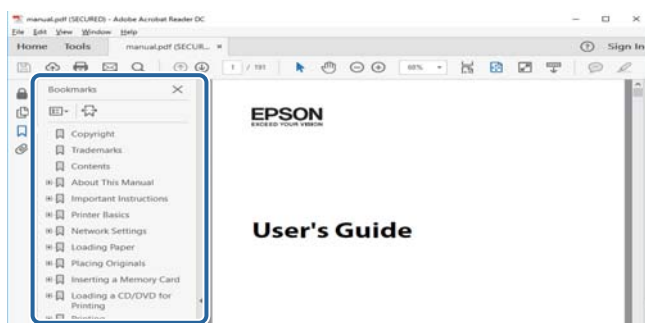 manual.pdf (SECURED) - Adobe Acrobat Reader DC
File Edit View Window Help
Home Tools manual.pdf (SECUR... × Sign In
1 / 191 88%
Bookmarks
Copyright
Trademarks
Contents
About This Manual
Important Instructions
Printer Basics
Network Settings
Loading Paper
Placing Originals
Inserting a Memory Card
Loading a CD/DVD for
Printing
Printing
EPSON
EXCEED YOUR VISION
User's Guide